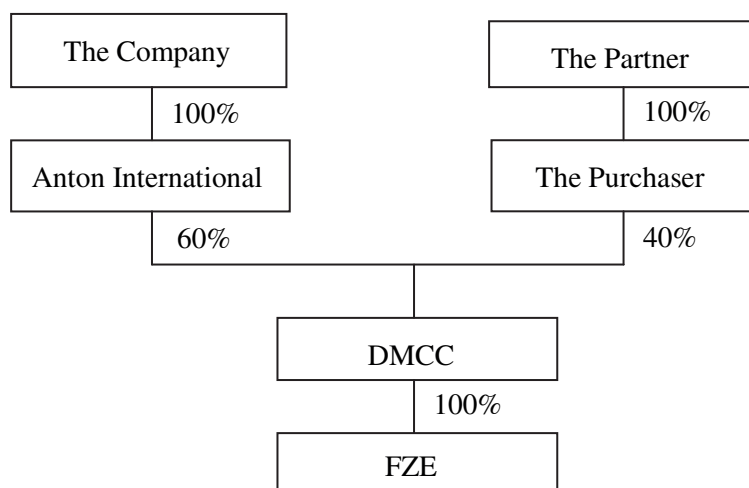 The Company
The Partner
100%
100%
Anton International
The Purchaser
60%
40%
DMCC
100%
FZE